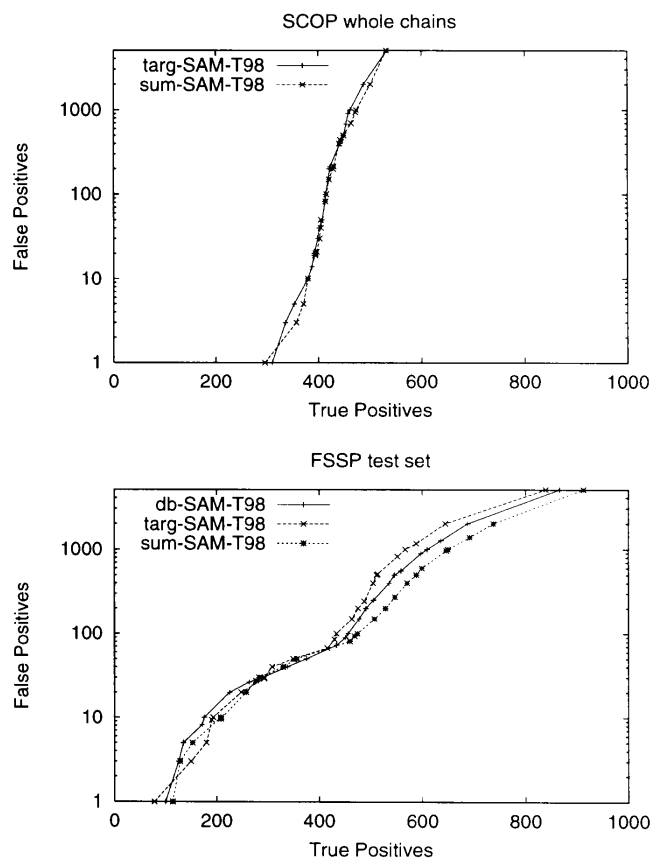 SCOP whole chains
targ-SAM-T98
sum-SAM-T98
1000
100
10
1
False Positives
0 200 400 600 800 1000
True Positives
FSSP test set
db-SAM-T98
targ-SAM-T98
sum-SAM-T98
1000
100
10
1
False Positives
0 200 400 600 800 1000
True Positives